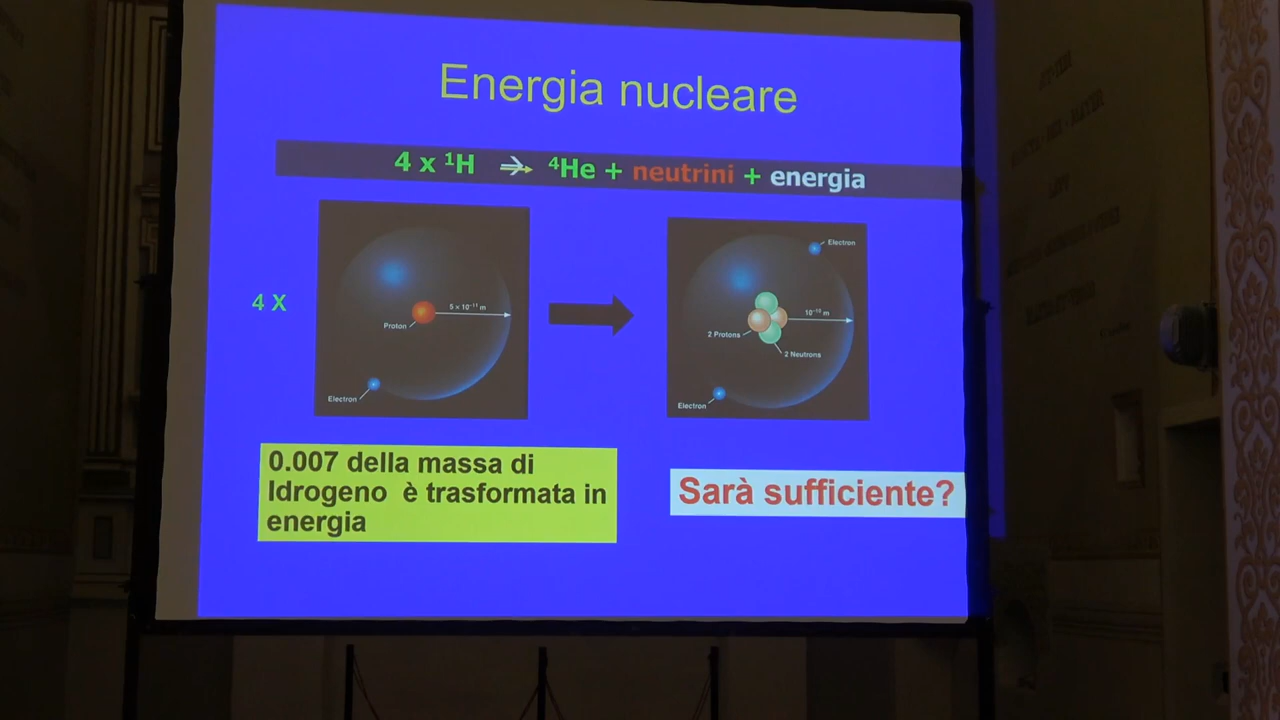 Energia nucleare
4 x ¹H → ⁴He + neutrini + energia
4 X
5 × 10⁻¹¹ m
Proton
Electron
Electron
10⁻¹⁰ m
2 Protons
2 Neutrons
Electron
0.007 della massa di
Idrogeno è trasformata in
energia
Sarà sufficiente?